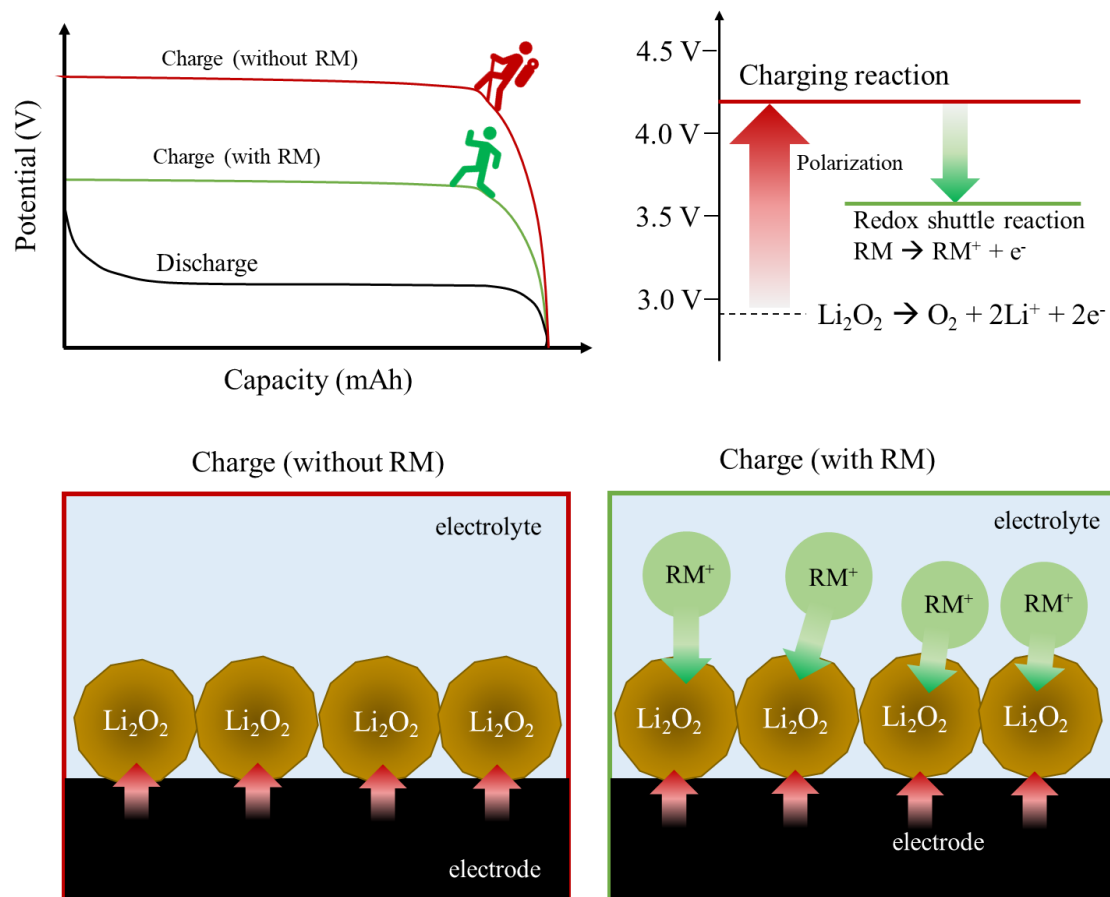 Potential (V)
Charge (without RM)
Charge (with RM)
Discharge
Capacity (mAh)
4.5 V
4.0 V
3.5 V
3.0 V
Charging reaction
Polarization
Redox shuttle reaction
RM → RM⁺ + e⁻
Li₂O₂ → O₂ + 2Li⁺ + 2e⁻
Charge (without RM)
electrolyte
Li₂O₂
Li₂O₂
Li₂O₂
Li₂O₂
electrode
Charge (with RM)
electrolyte
RM⁺
RM⁺
RM⁺
RM⁺
Li₂O₂
Li₂O₂
Li₂O₂
Li₂O₂
electrode